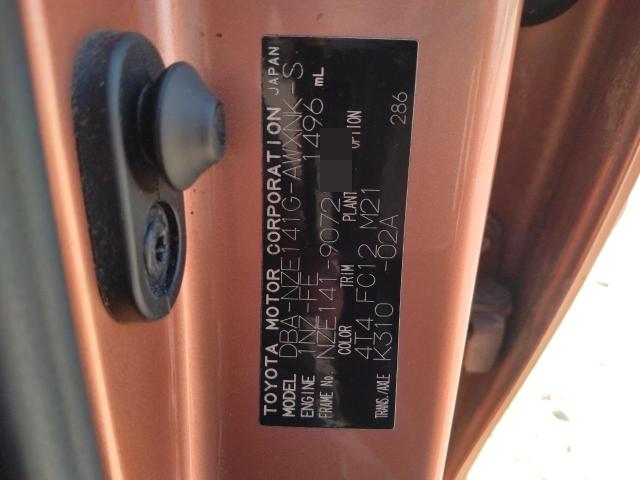 TOYOTA MOTOR CORPORATION JAPAN
MODEL DBA-NZE141G-AWXNK-S
ENGINE 1NZ-FE 1496 mL
FRAME No. NZE141-9072
COLOR TRIM PLANT OPTION
4T4 FC12 M21 286
TRANS./AXLE K310 -02A